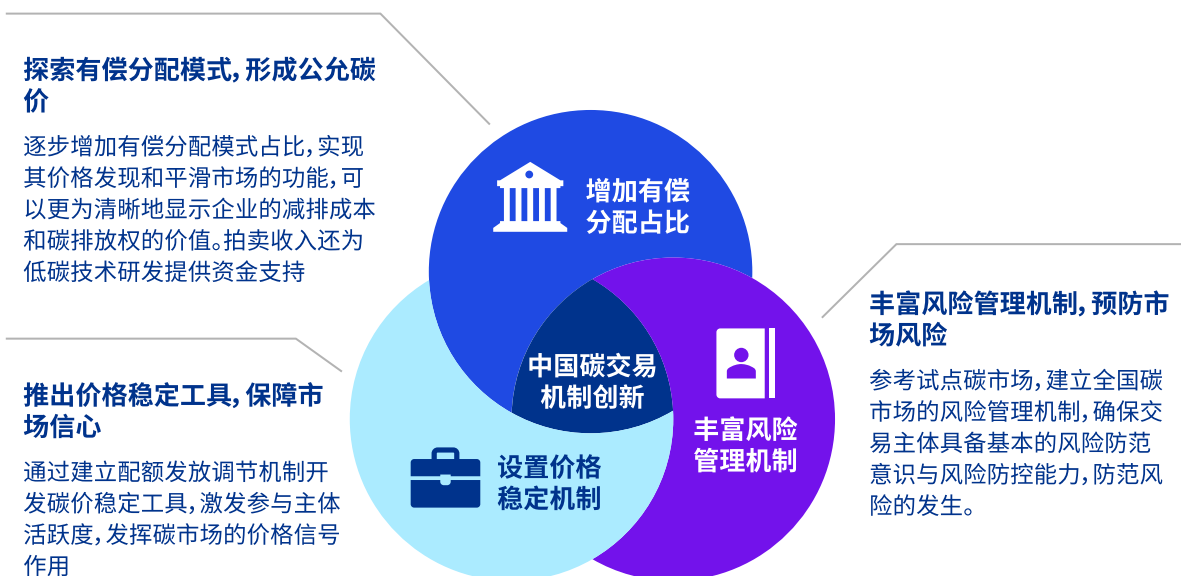 探索有偿分配模式，形成公允碳
价
逐步增加有偿分配模式占比，实现
其价格发现和平滑市场的功能，可
以更为清晰地显示企业的减排成本
和碳排放权的价值。拍卖收入还为
低碳技术研发提供资金支持
增加有偿
分配占比
丰富风险管理机制，预防市
场风险
参考试点碳市场，建立全国碳
市场的风险管理机制，确保交
易主体具备基本的风险防范
意识与风险防控能力，防范风
险的发生。
中国碳交易
机制创新
推出价格稳定工具，保障市
场信心
通过建立配额发放调节机制开
发碳价稳定工具，激发参与主体
活跃度，发挥碳市场的价格信号
作用
设置价格
稳定机制
丰富风险
管理机制